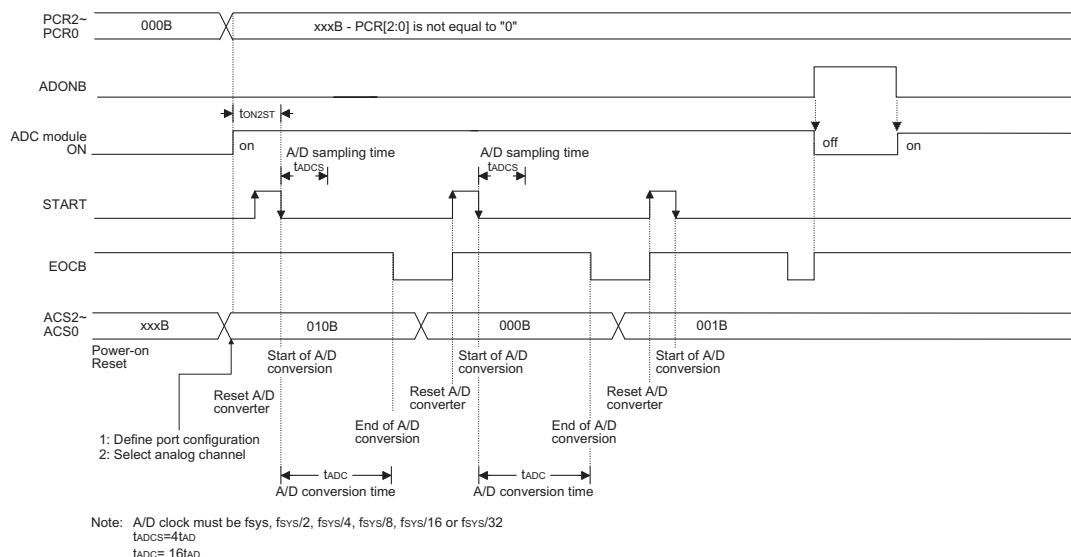 PCR2~
PCR0
000B
xxxB - PCR[2:0] is not equal to "0"
ADONB
tON2ST
ADC module
ON
on
off
on
A/D sampling time
tADCS
A/D sampling time
tADCS
START
EOCB
ACS2~
ACS0
xxxB
010B
000B
001B
Power-on
Reset
Start of A/D
conversion
Start of A/D
conversion
Start of A/D
conversion
Reset A/D
converter
Reset A/D
converter
Reset A/D
converter
End of A/D
conversion
End of A/D
conversion
1: Define port configuration
2: Select analog channel
tADC
A/D conversion time
tADC
A/D conversion time
Note: A/D clock must be fsys, fSYS/2, fSYS/4, fSYS/8, fSYS/16 or fSYS/32
tADCS=4tAD
tADC= 16tAD